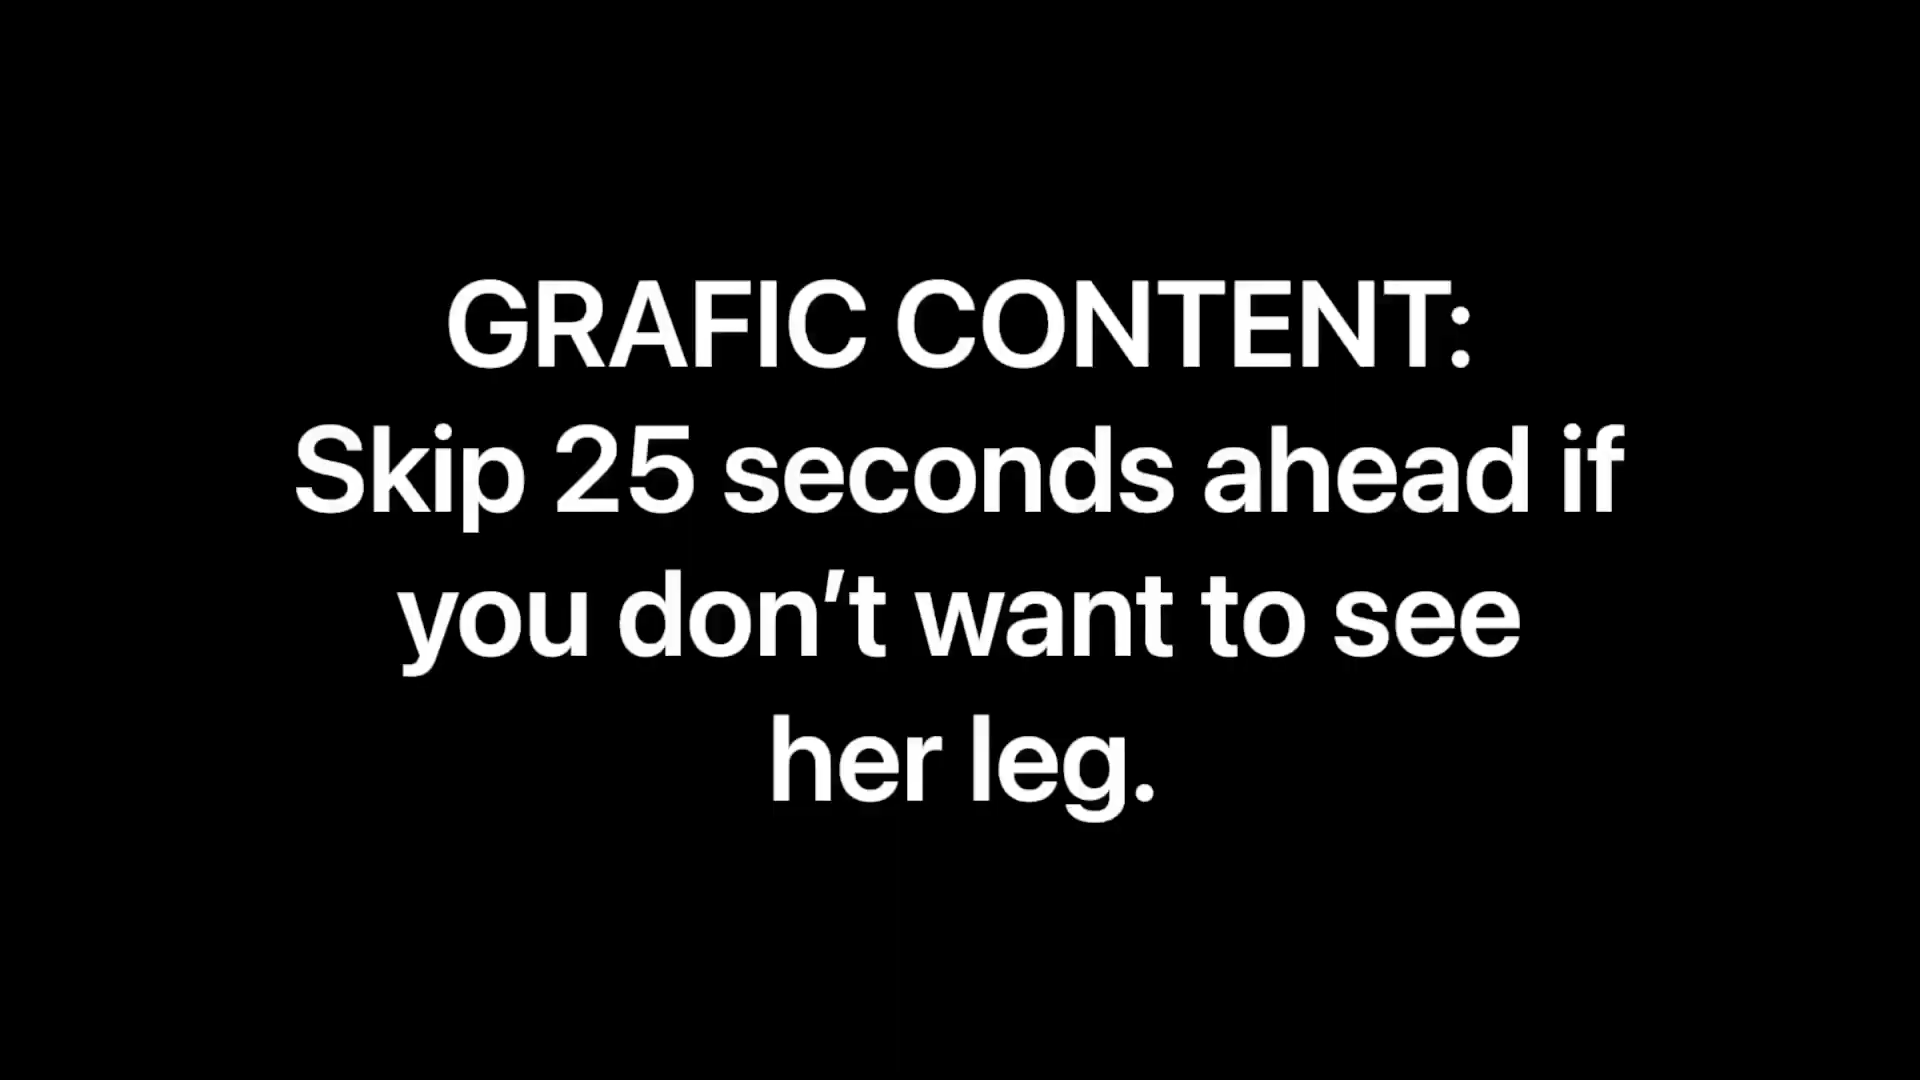 GRAFIC CONTENT:
Skip 25 seconds ahead if
you don’t want to see
her leg.